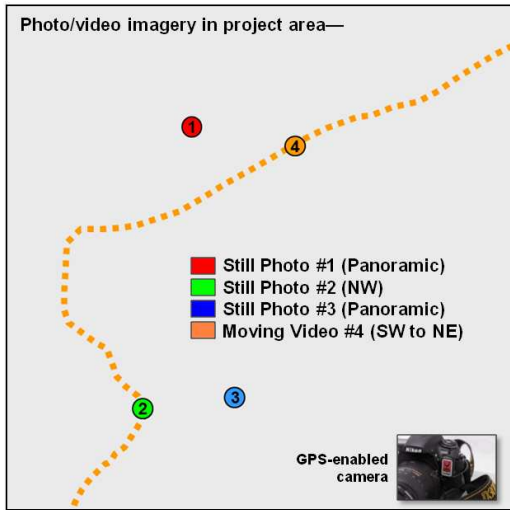 Photo/video imagery in project area—
1
4
Still Photo #1 (Panoramic)
Still Photo #2 (NW)
Still Photo #3 (Panoramic)
Moving Video #4 (SW to NE)
3
2
GPS-enabled
camera
Nikon